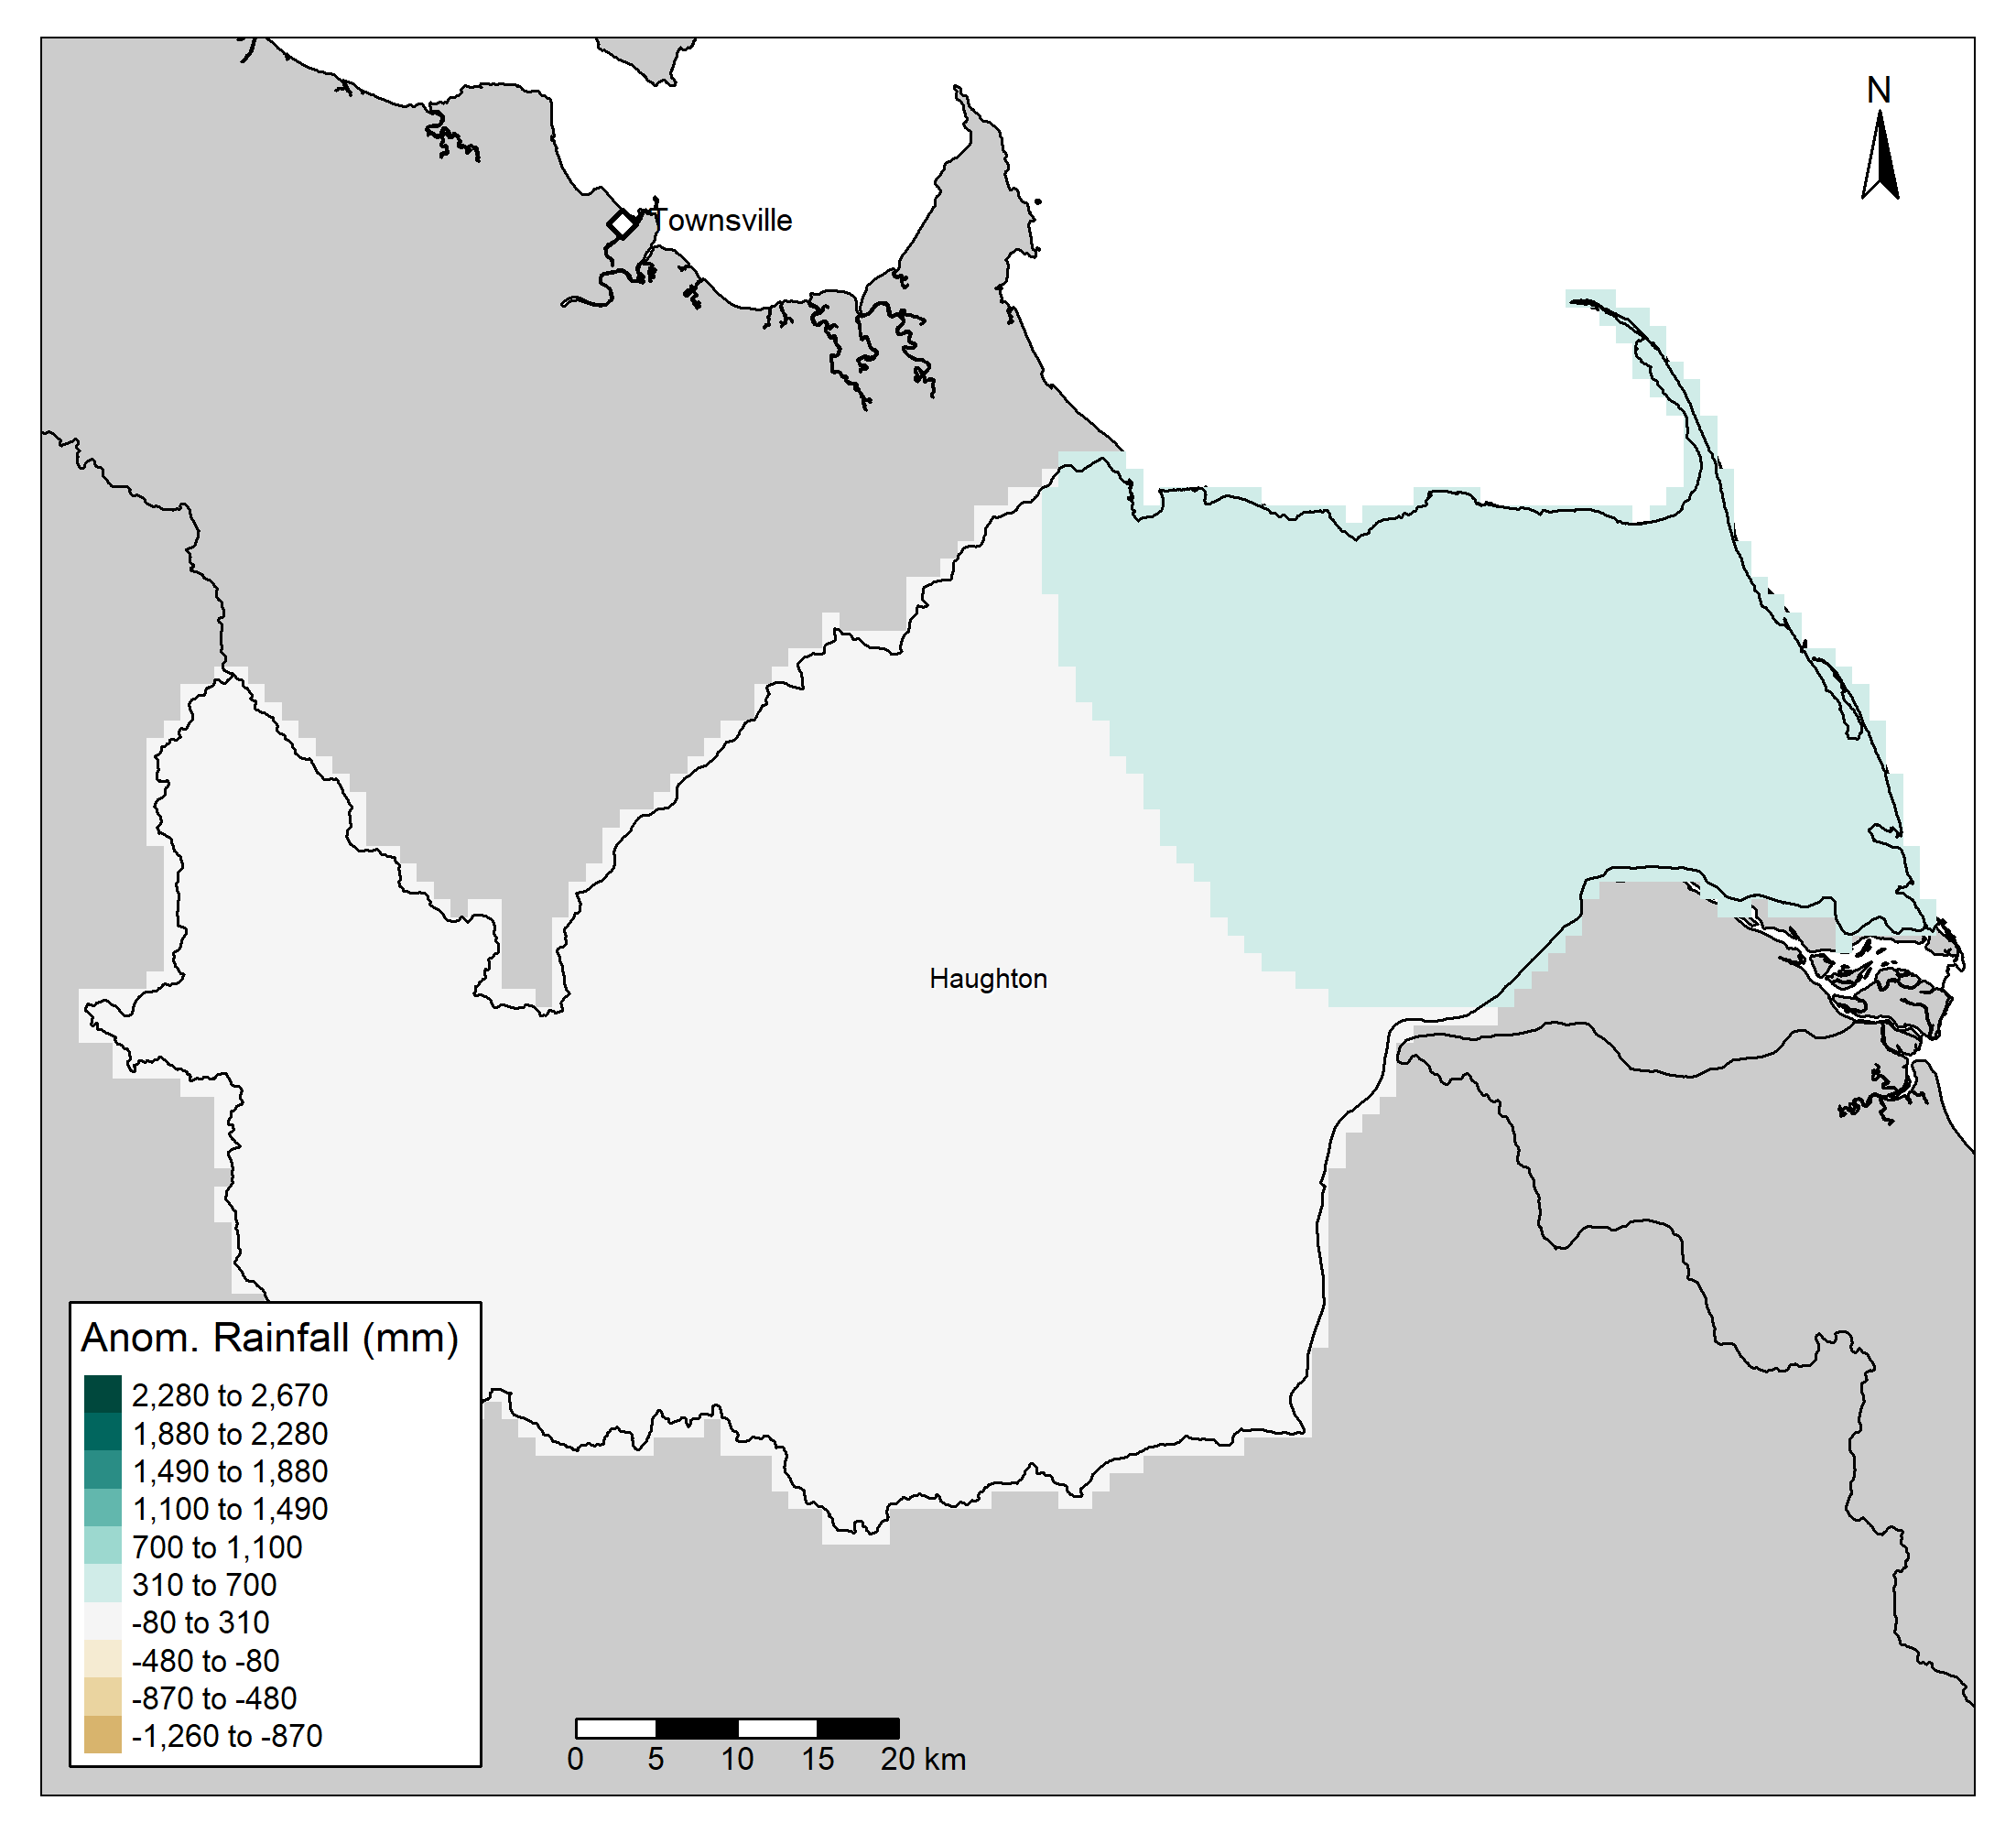 N
Townsville
Haughton
Anom. Rainfall (mm)
2,280 to 2,670
1,880 to 2,280
1,490 to 1,880
1,100 to 1,490
700 to 1,100
310 to 700
-80 to 310
-480 to -80
-870 to -480
-1,260 to -870
0 5 10 15 20 km